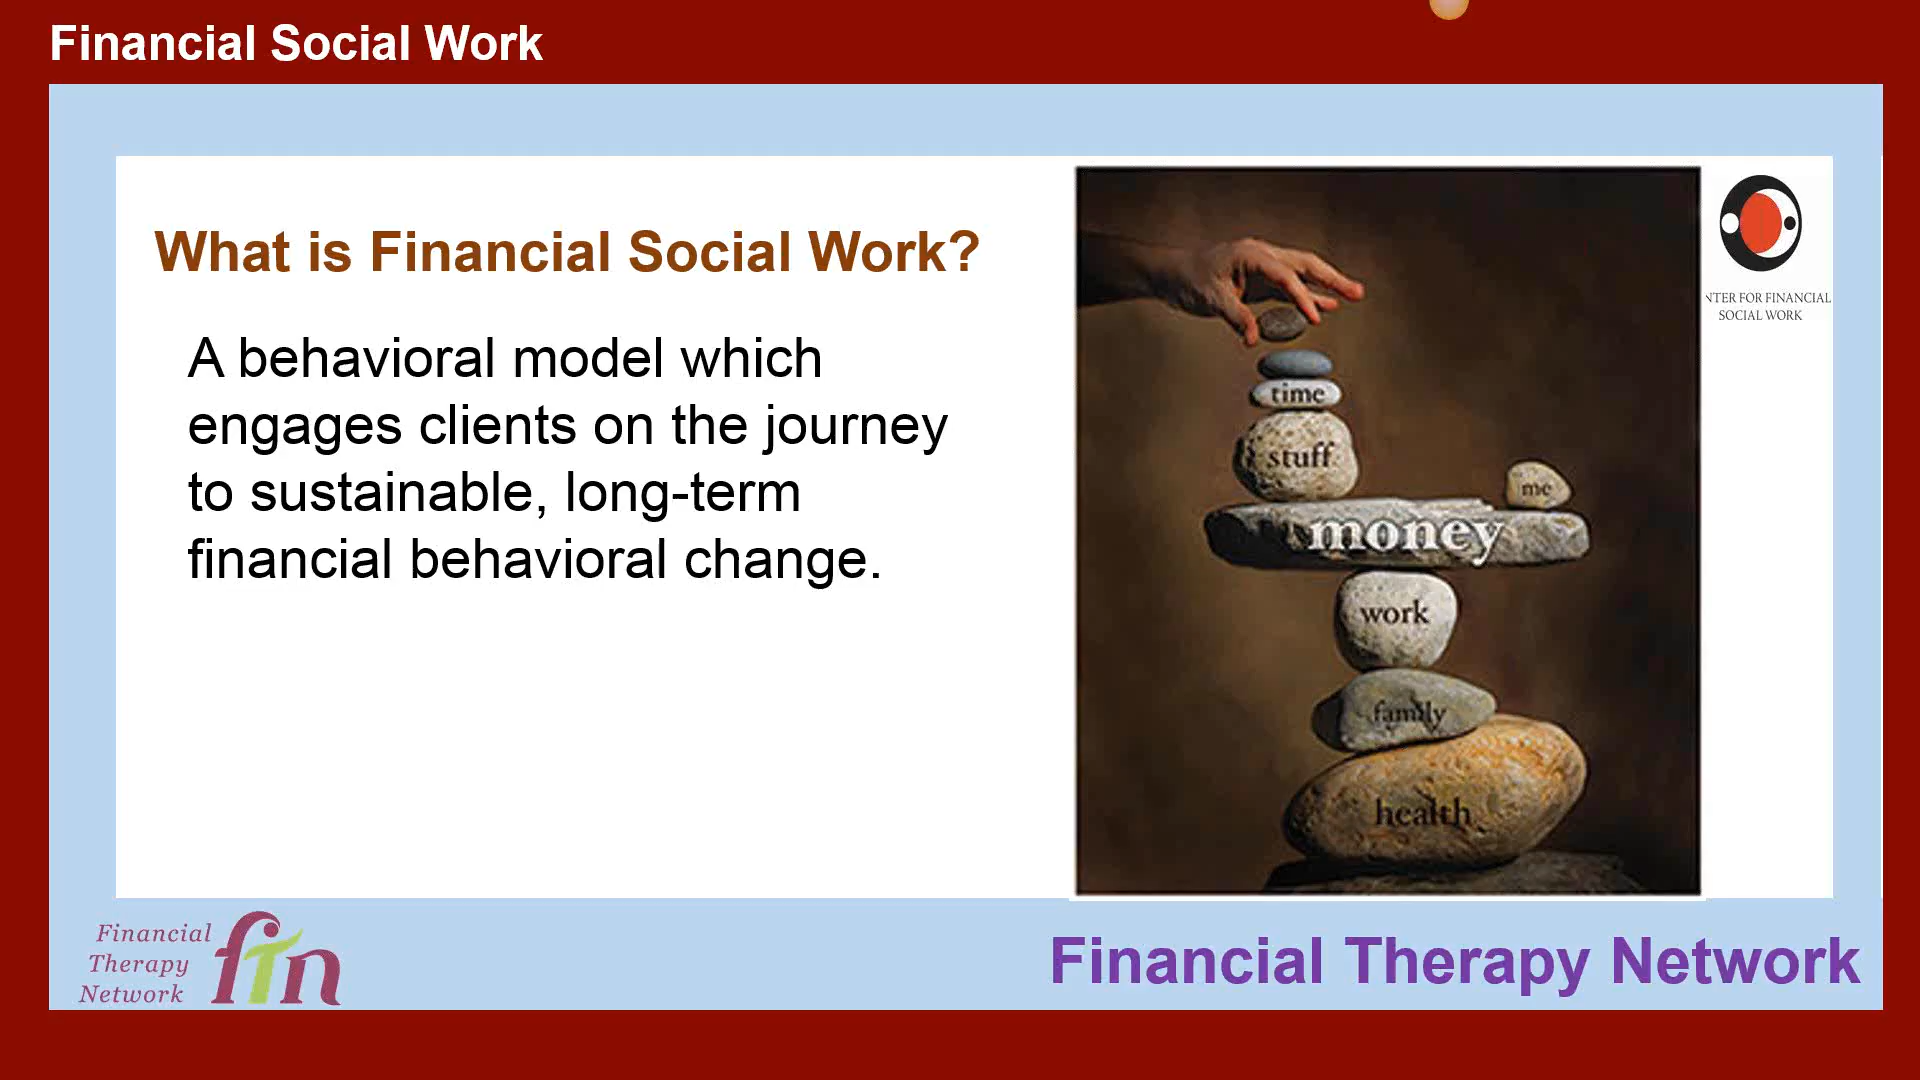 Financial Social Work
What is Financial Social Work?
A behavioral model which
engages clients on the journey
to sustainable, long-term
financial behavioral change.
time
stuff
me
money
work
family
health
NTER FOR FINANCIAL
SOCIAL WORK
Financial
Therapy
Network
ftn
Financial Therapy Network